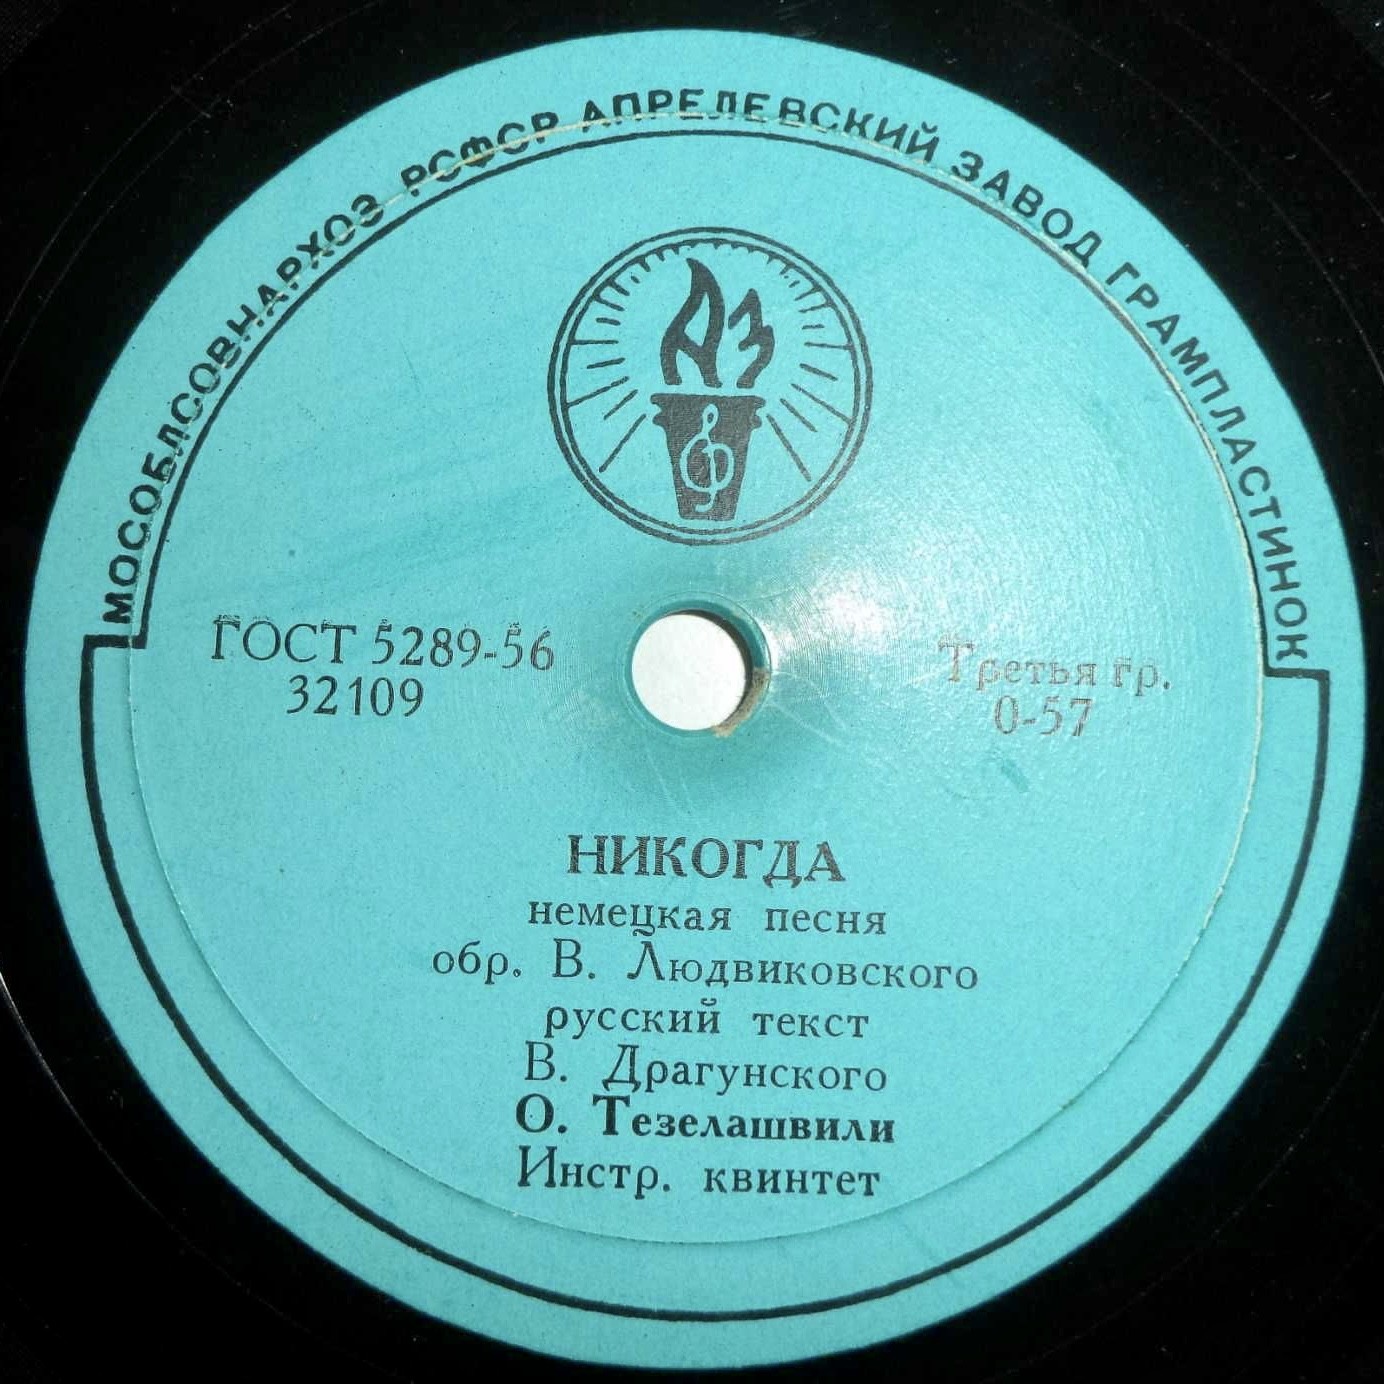 МОСОБЛСОВНАРХОЗ РСФСР АПРЕЛЕВСКИЙ ЗАВОД ГРАМПЛАСТИНОК
АЗ
ГОСТ 5289-56
32109
Третья гр.
0-57
НИКОГДА
немецкая песня
обр. В. Людвиковского
русский текст
В. Драгунского
О. Тезелашвили
Инстр. квинтет